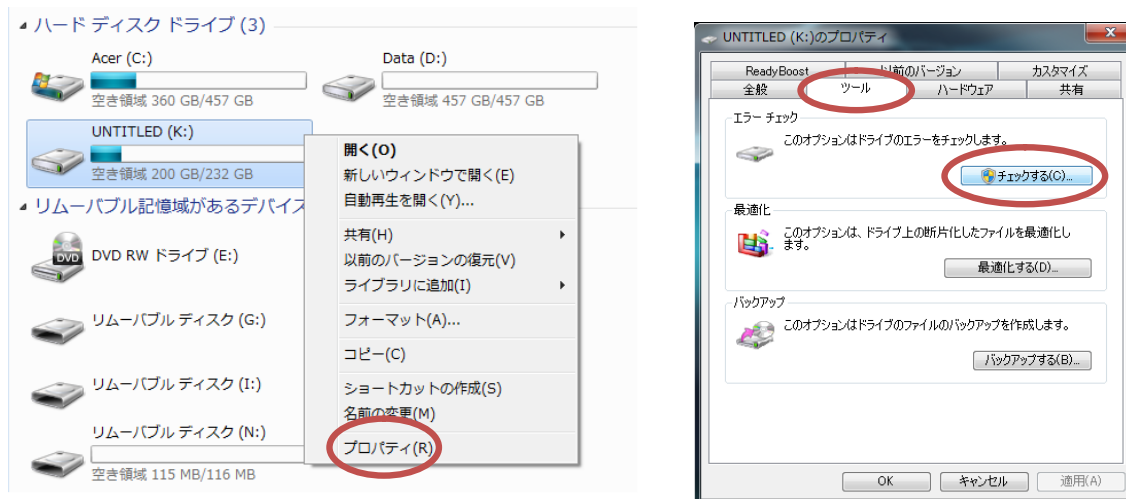 ハード ディスク ドライブ (3)
Acer (C:)
空き領域 360 GB/457 GB
Data (D:)
空き領域 457 GB/457 GB
UNTITLED (K:)
空き領域 200 GB/232 GB
リムーバブル記憶域があるデバイス
DVD
DVD RW ドライブ (E:)
リムーバブル ディスク (G:)
リムーバブル ディスク (I:)
リムーバブル ディスク (N:)
空き領域 115 MB/116 MB
開く(O)
新しいウィンドウで開く(E)
自動再生を開く(Y)...
共有(H)
以前のバージョンの復元(V)
ライブラリに追加(I)
フォーマット(A)...
コピー(C)
ショートカットの作成(S)
名前の変更(M)
プロパティ(R)
UNTITLED (K:)のプロパティ
ReadyBoost
以前のバージョン
カスタマイズ
全般
ツール
ハードウェア
共有
エラー チェック
このオプションはドライブのエラーをチェックします。
チェックする(C)...
最適化
このオプションは、ドライブ上の断片化したファイルを最適化し
ます。
最適化する(D)...
バックアップ
このオプションはドライブのファイルのバックアップを作成します。
バックアップする(B)...
OK
キャンセル
適用(A)